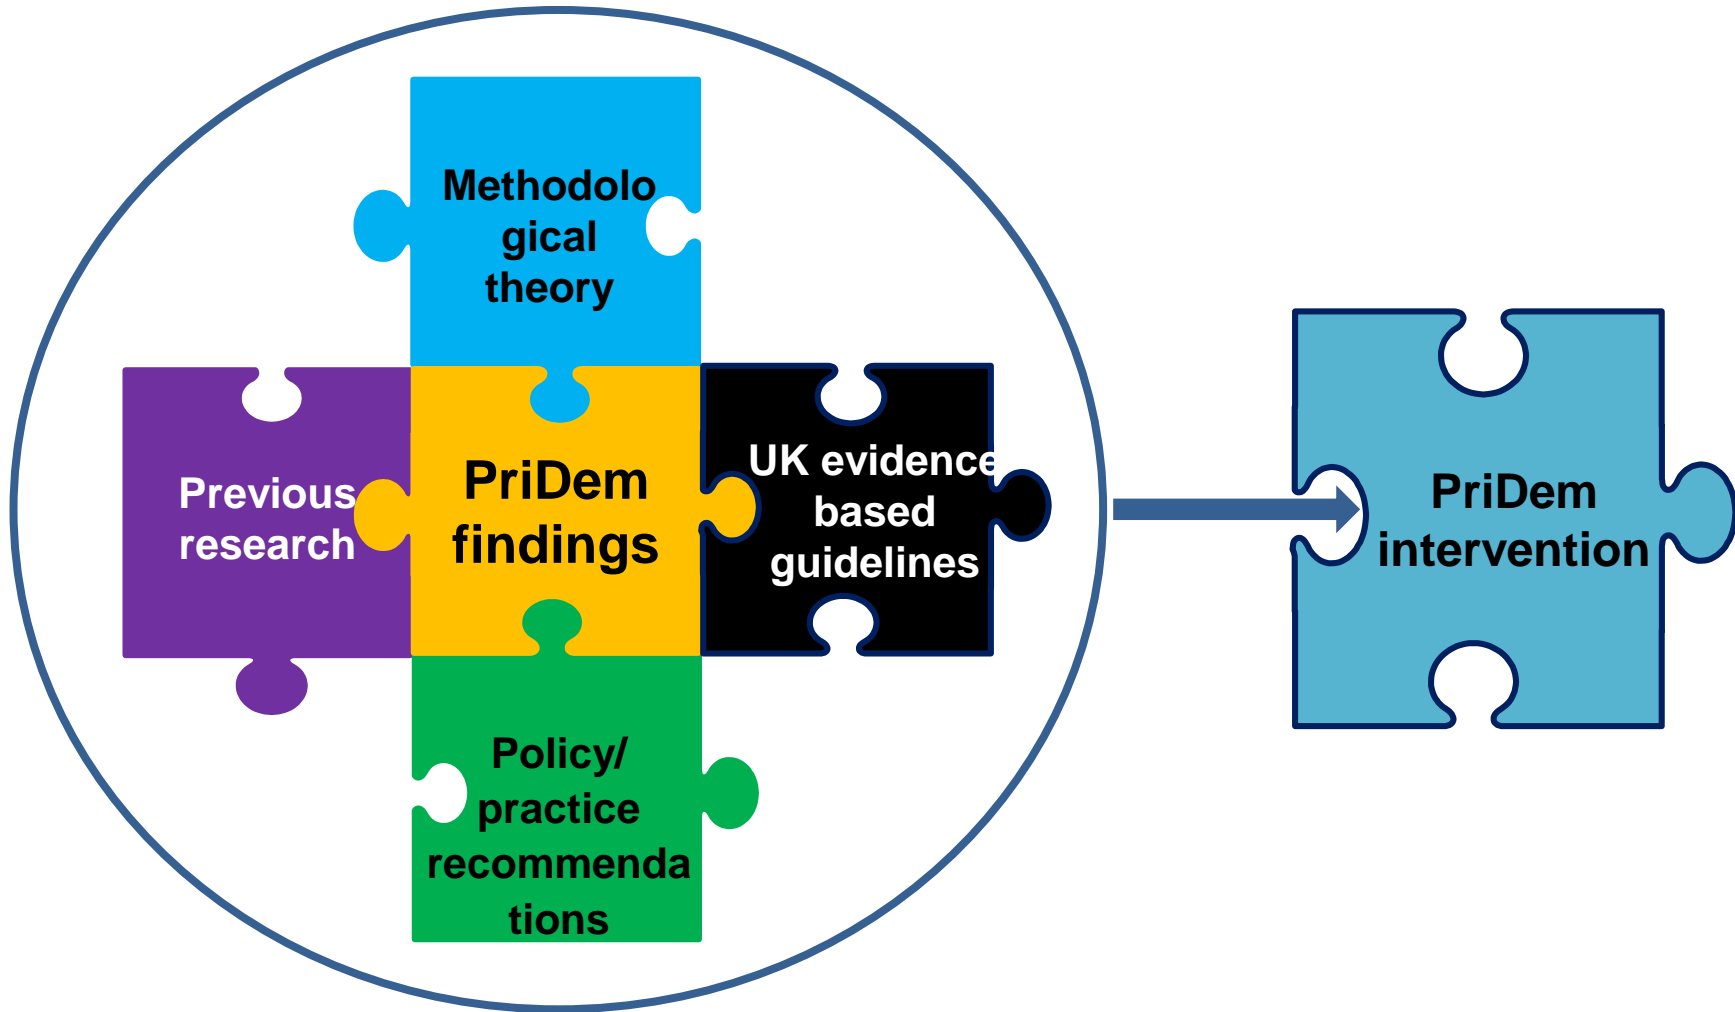 Methodolo
gical
theory
Previous
research
PriDem
findings
UK evidence
based
guidelines
Policy/
practice
recommenda
tions
PriDem
intervention